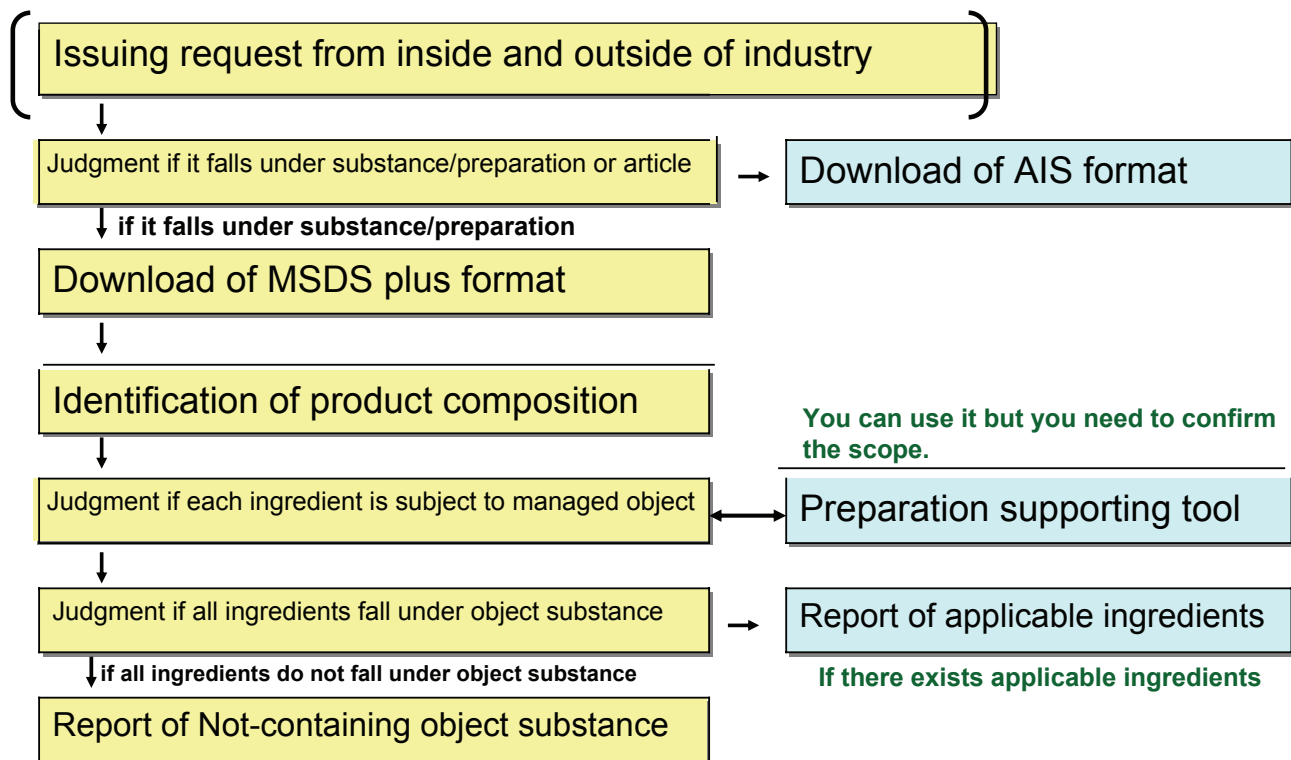 Issuing request from inside and outside of industry
Judgment if it falls under substance/preparation or article
Download of AIS format
if it falls under substance/preparation
Download of MSDS plus format
Identification of product composition
You can use it but you need to confirm
the scope.
Judgment if each ingredient is subject to managed object
Preparation supporting tool
Judgment if all ingredients fall under object substance
Report of applicable ingredients
if all ingredients do not fall under object substance
If there exists applicable ingredients
Report of Not-containing object substance